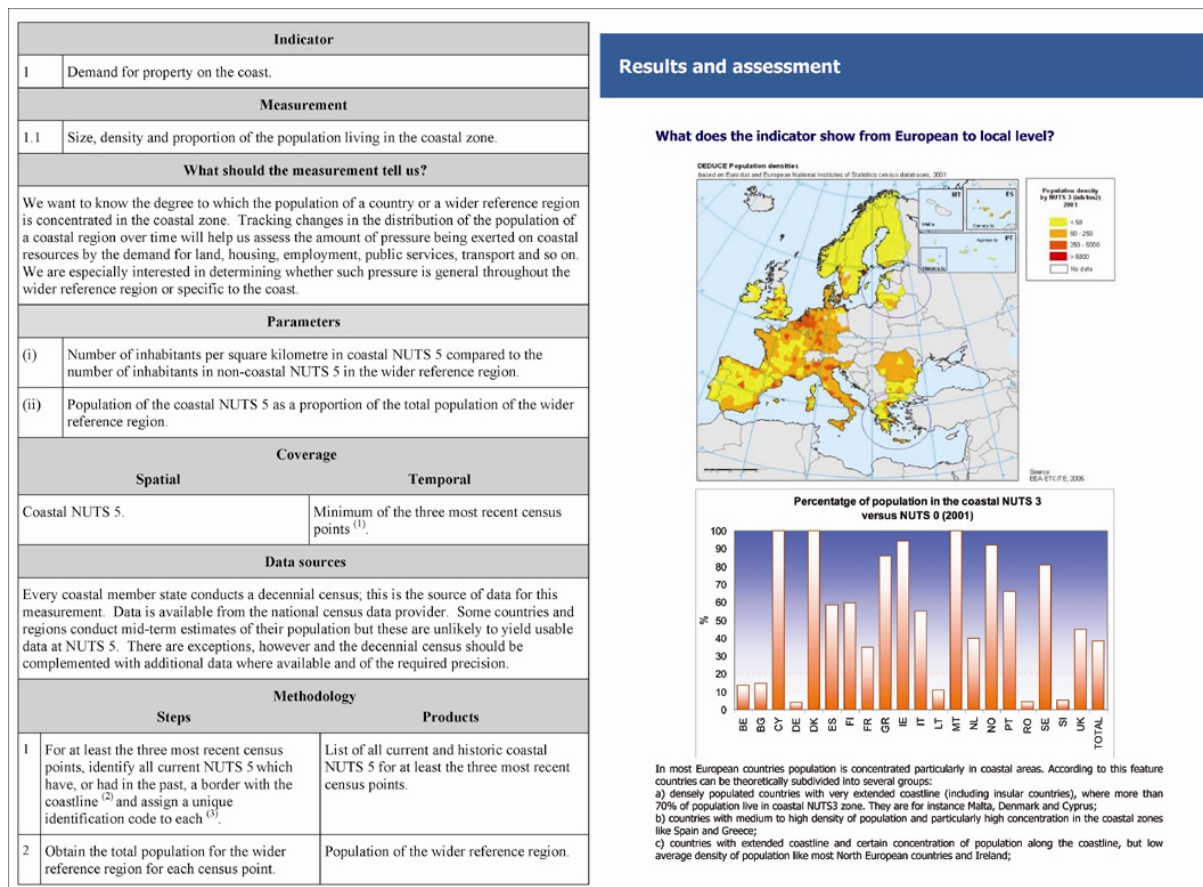 Indicator
1 Demand for property on the coast.
Measurement
1.1 Size, density and proportion of the population living in the coastal zone.
What should the measurement tell us?
We want to know the degree to which the population of a country or a wider reference region
is concentrated in the coastal zone. Tracking changes in the distribution of the population of
a coastal region over time will help us assess the amount of pressure being exerted on coastal
resources by the demand for land, housing, employment, public services, transport and so on.
We are especially interested in determining whether such pressure is general throughout the
wider reference region or specific to the coast.
Parameters
(i) Number of inhabitants per square kilometre in coastal NUTS 5 compared to the
number of inhabitants in non-coastal NUTS 5 in the wider reference region.
(ii) Population of the coastal NUTS 5 as a proportion of the total population of the wider
reference region.
Coverage
Spatial Temporal
Coastal NUTS 5. Minimum of the three most recent census
points (1).
Data sources
Every coastal member state conducts a decennial census; this is the source of data for this
measurement. Data is available from the national census data provider. Some countries and
regions conduct mid-term estimates of their population but these are unlikely to yield usable
data at NUTS 5. There are exceptions, however and the decennial census should be
complemented with additional data where available and of the required precision.
Methodology
Steps Products
1 For at least the three most recent census
points, identify all current NUTS 5 which
have, or had in the past, a border with the
coastline (2) and assign a unique
identification code to each (3).
List of all current and historic coastal
NUTS 5 for at least the three most recent
census points.
2 Obtain the total population for the wider
reference region for each census point.
Population of the wider reference region.
Results and assessment
What does the indicator show from European to local level?
DEDUCE Population densities
based on Eurostat and European National Institutes of Statistics census databases, 2001
MT
ES
PT
Population density
by NUTS 3 (inh/km2)
2001
< 50
50 - 250
250 - 5000
> 5000
No data
Source
EEA-ETC/TE, 2005
Percentatge of population in the coastal NUTS 3
versus NUTS 0 (2001)
%
100
90
80
70
60
50
40
30
20
10
0
BE BG CY DE DK ES FI FR GR IE IT LT MT NL NO PT RO SE SI UK TOTAL
In most European countries population is concentrated particularly in coastal areas. According to this feature
countries can be theoretically subdivided into several groups:
a) densely populated countries with very extended coastline (including insular countries), where more than
70% of population live in coastal NUTS3 zone. They are for instance Malta, Denmark and Cyprus;
b) countries with medium to high density of population and particularly high concentration in the coastal zones
like Spain and Greece;
c) countries with extended coastline and certain concentration of population along the coastline, but low
average density of population like most North European countries and Ireland;